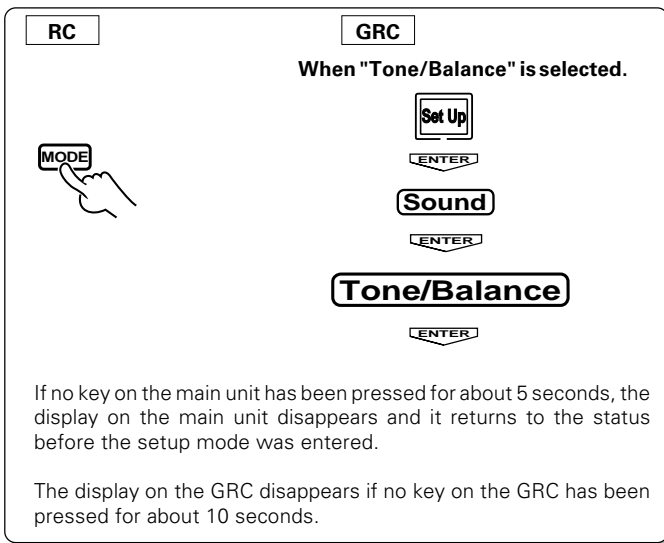 RC
GRC
When "Tone/Balance" is selected.
Set Up
MODE
ENTER
Sound
ENTER
Tone/Balance
ENTER
If no key on the main unit has been pressed for about 5 seconds, the
display on the main unit disappears and it returns to the status
before the setup mode was entered.
The display on the GRC disappears if no key on the GRC has been
pressed for about 10 seconds.